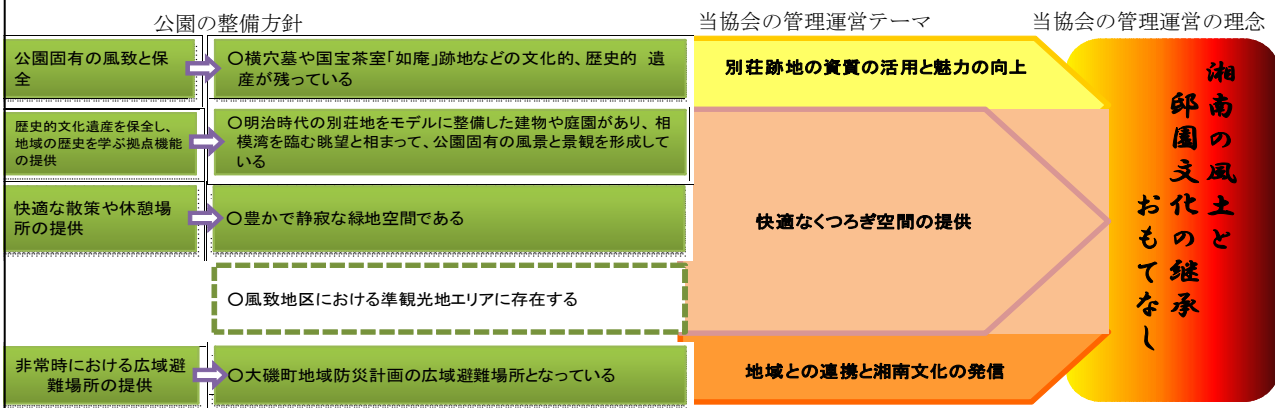 公園の整備方針
当協会の管理運営テーマ
当協会の管理運営の理念
公園固有の風致と保
全
〇横穴墓や国宝茶室「如庵」跡地などの文化的、歴史的 遺
産が残っている
歴史的文化遺産を保全し、
地域の歴史を学ぶ拠点機能
の提供
〇明治時代の別荘地をモデルに整備した建物や庭園があり、相
模湾を臨む眺望と相まって、公園固有の風景と景観を形成して
いる
快適な散策や休憩場
所の提供
〇豊かで静寂な緑地空間である
〇風致地区における準観光地エリアに存在する
非常時における広域避
難場所の提供
〇大磯町地域防災計画の広域避難場所となっている
別荘跡地の資質の活用と魅力の向上
快適なくつろぎ空間の提供
地域との連携と湘南文化の発信
湘南の風土と
邸園文化の継承
おもてなし